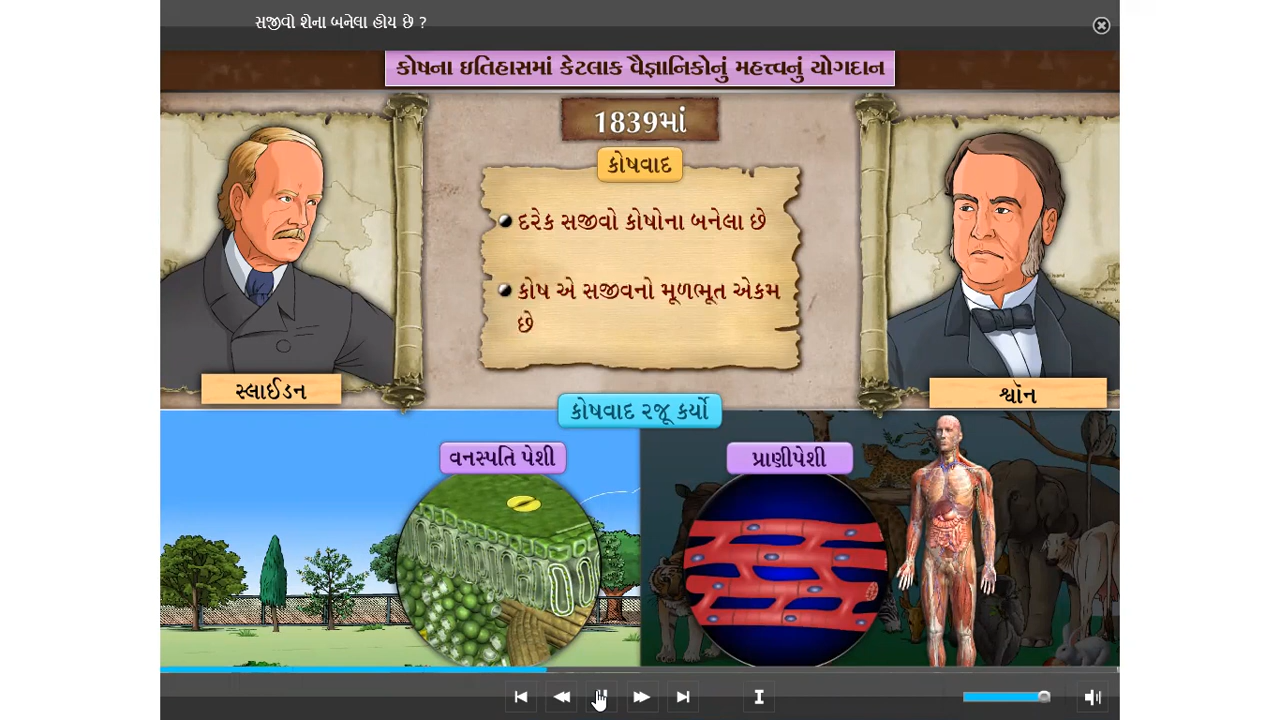 સજીવો શેના બનેલા હોય છે ?
કોષના ઇતિહાસમાં કેટલાક વૈજ્ઞાનિકોનું મહત્ત્વનું યોગદાન
1839માં
કોષવાદ
દરેક સજીવો કોષોના બનેલા છે
કોષ એ સજીવનો મૂળભૂત એકમ
છે
સ્લાઈડન
શ્વૉન
કોષવાદ રજૂ કર્યો
વનસ્પતિ પેશી
પ્રાણીપેશી